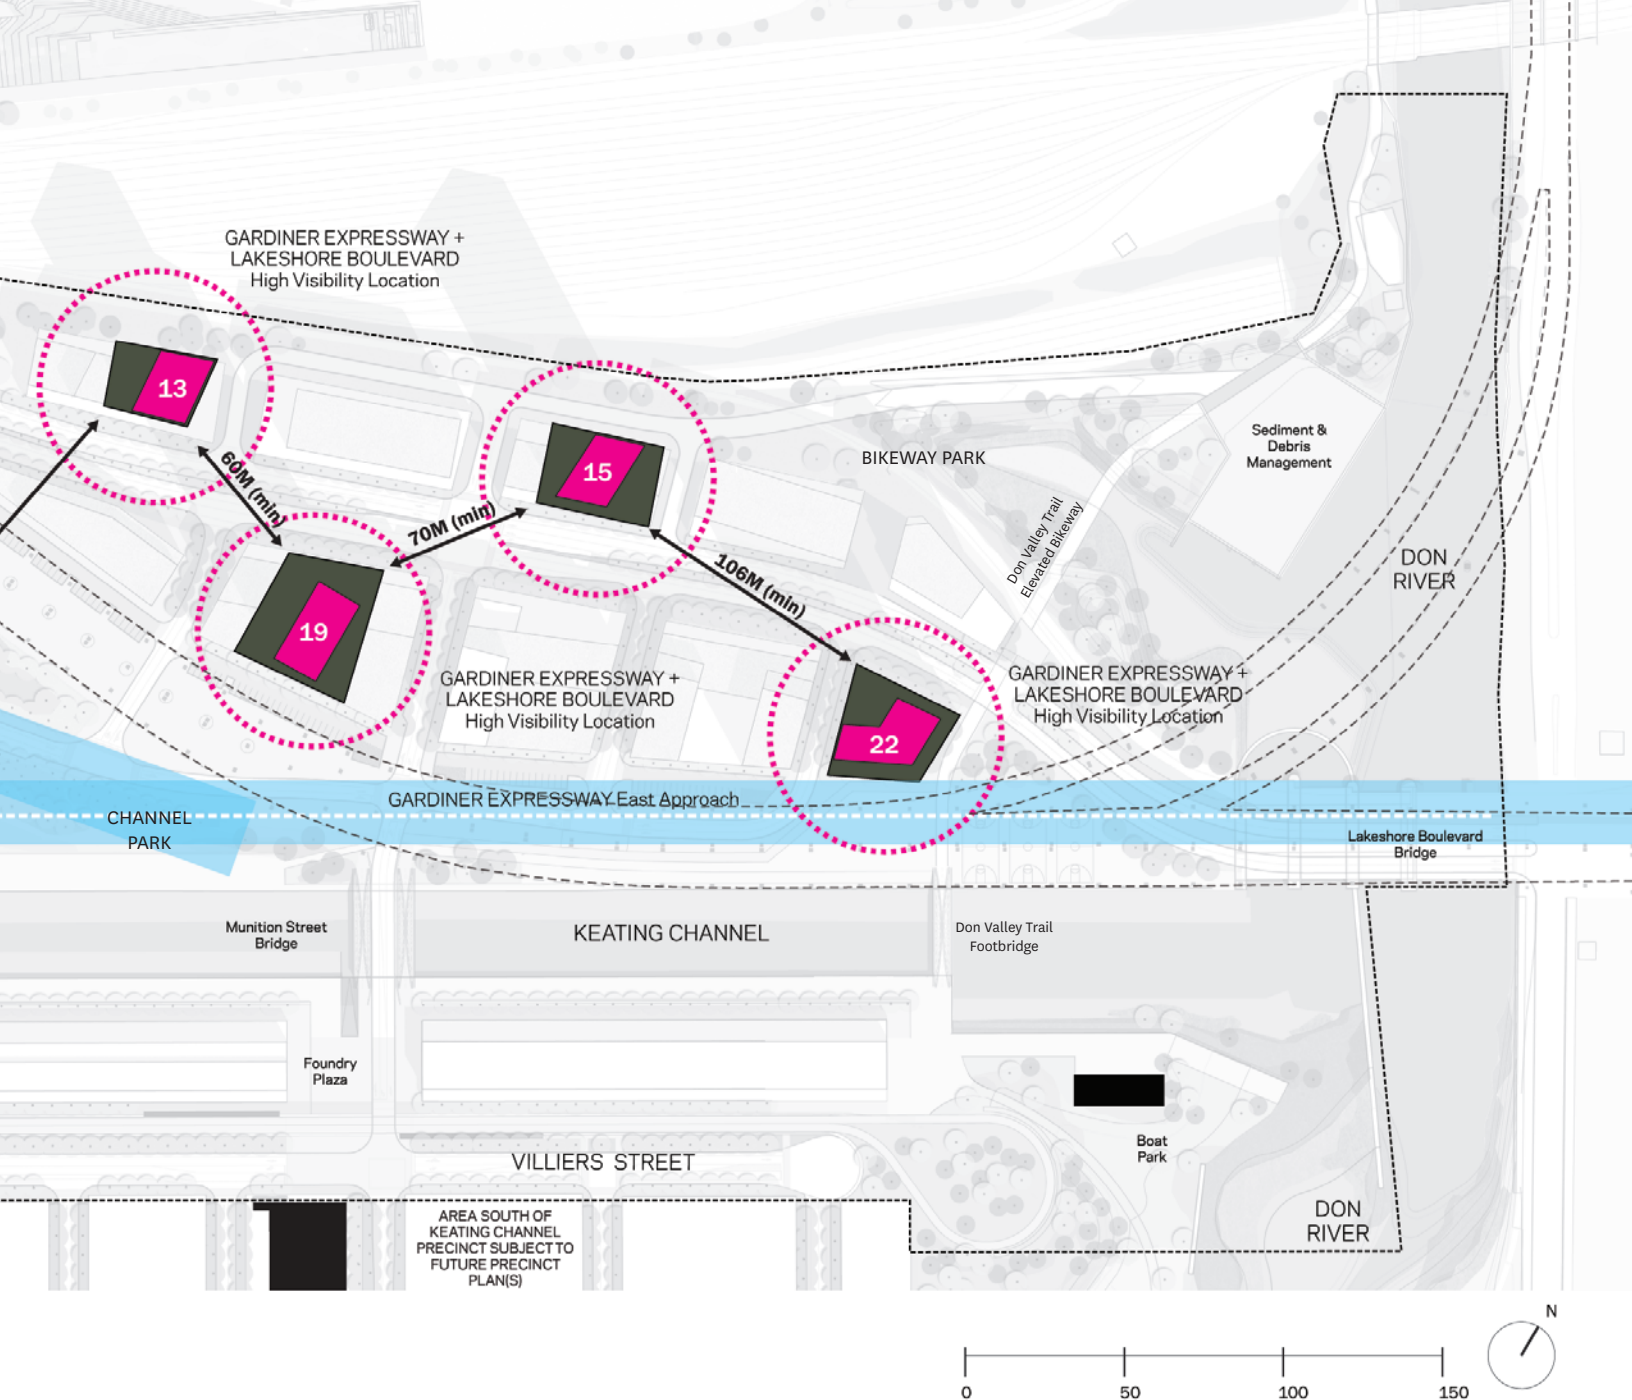 GARDINER EXPRESSWAY +
LAKESHORE BOULEVARD
High Visibility Location
13
60M (min)
15
70M (min)
19
106M (min)
22
BIKEWAY PARK
Don Valley Trail
Elevated Bikeway
Sediment &
Debris
Management
DON
RIVER
GARDINER EXPRESSWAY +
LAKESHORE BOULEVARD
High Visibility Location
GARDINER EXPRESSWAY +
LAKESHORE BOULEVARD
High Visibility Location
GARDINER EXPRESSWAY East Approach
CHANNEL
PARK
Lakeshore Boulevard
Bridge
Munition Street
Bridge
KEATING CHANNEL
Don Valley Trail
Footbridge
Foundry
Plaza
Boat
Park
VILLIERS STREET
DON
RIVER
AREA SOUTH OF
KEATING CHANNEL
PRECINCT SUBJECT TO
FUTURE PRECINCT
PLAN(S)
N
0 50 100 150